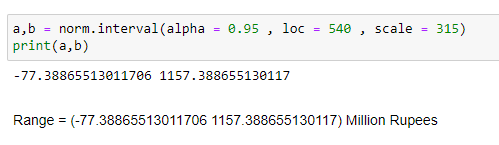 a,b = norm.interval(alpha = 0.95 , loc = 540 , scale = 315)
print(a,b)
-77.38865513011706 1157.388655130117
Range = (-77.38865513011706 1157.388655130117) Million Rupees